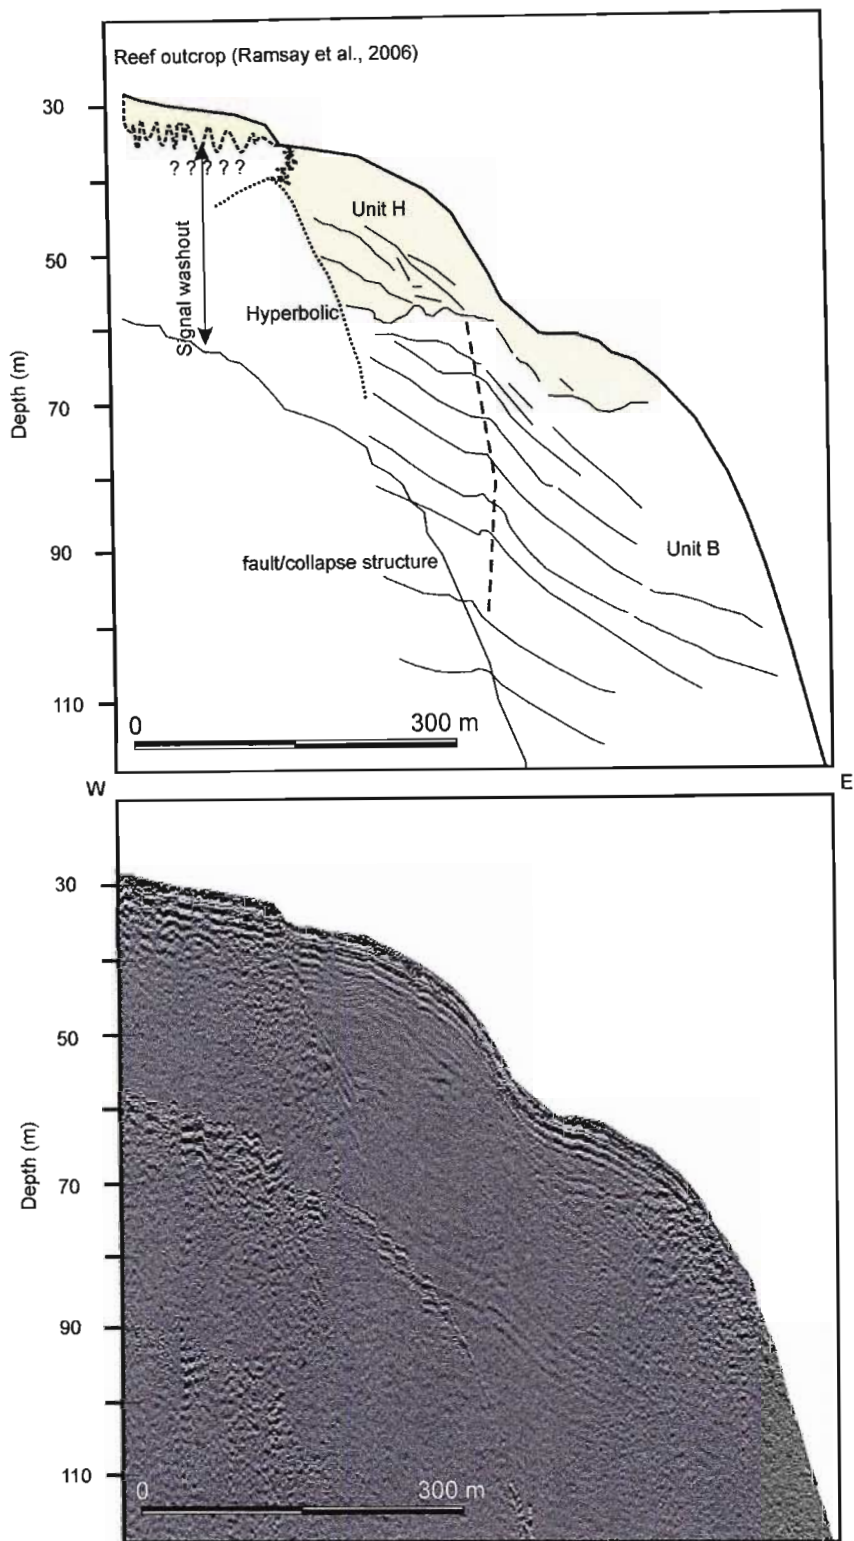 Reef outcrop (Ramsay et al., 2006)
30
? ? ? ? ?
Unit H
50
Signal washout
Hyperbolic
Depth (m)
70
90
Unit B
fault/collapse structure
110
0 300 m
W E
30
50
Depth (m)
70
90
110
0 300 m